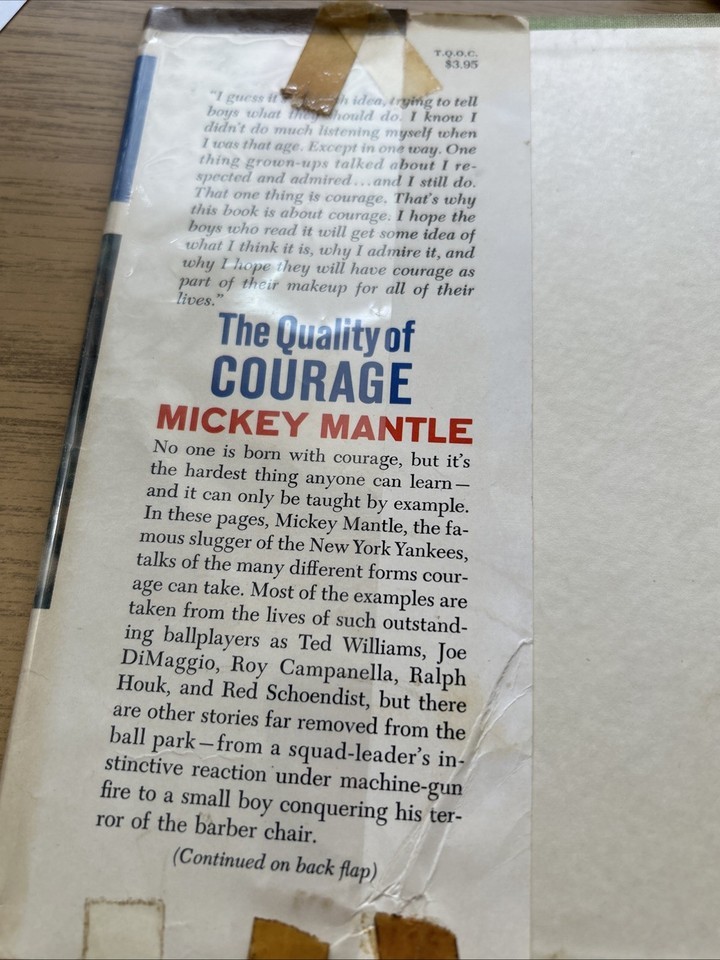 T.Q.O.C.
$3.95
"I guess it h idea, trying to tell
boys what they should do. I know I
didn't do much listening myself when
I was that age. Except in one way. One
thing grown-ups talked about I re-
spected and admired...and I still do.
That one thing is courage. That's why
this book is about courage. I hope the
boys who read it will get some idea of
what I think it is, why I admire it, and
why I hope they will have courage as
part of their makeup for all of their
lives."
The Quality of
COURAGE
MICKEY MANTLE
No one is born with courage, but it's
the hardest thing anyone can learn—
and it can only be taught by example.
In these pages, Mickey Mantle, the fa-
mous slugger of the New York Yankees,
talks of the many different forms cour-
age can take. Most of the examples are
taken from the lives of such outstand-
ing ballplayers as Ted Williams, Joe
DiMaggio, Roy Campanella, Ralph
Houk, and Red Schoendist, but there
are other stories far removed from the
ball park—from a squad-leader's in-
stinctive reaction under machine-gun
fire to a small boy conquering his ter-
ror of the barber chair.
(Continued on back flap)